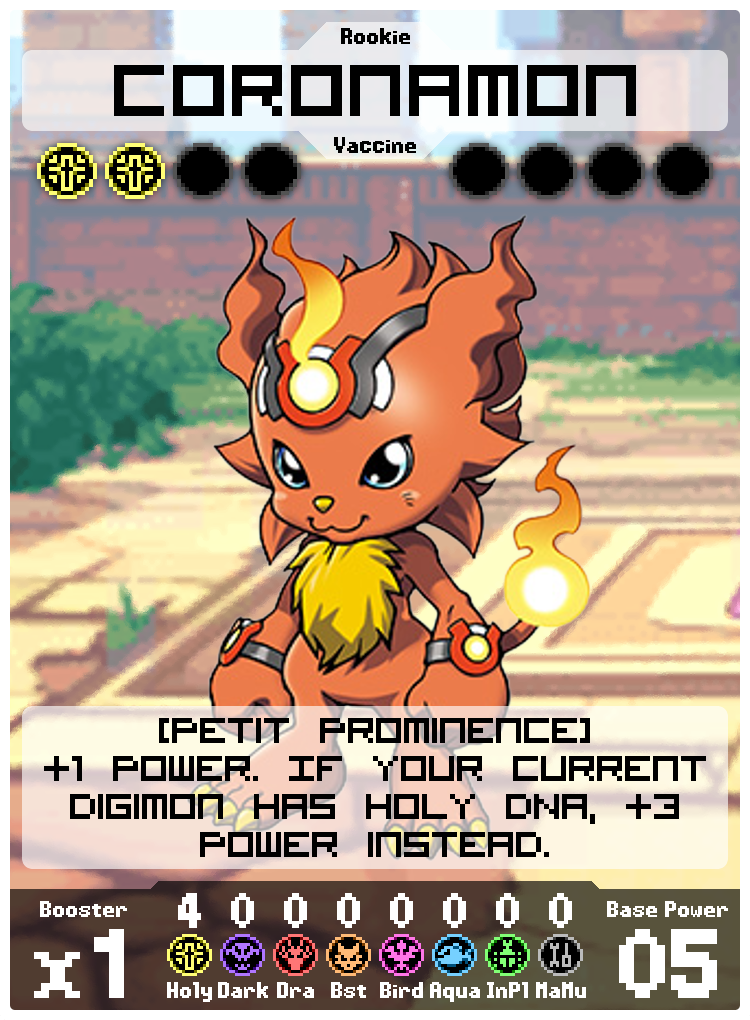 Rookie
CORONAMON
Vaccine
[PETIT PROMINENCE]
+1 POWER. IF YOUR CURRENT
DIGIMON HAS HOLY DNA, +3
POWER INSTEAD.
Booster 4 0 0 0 0 0 0 0 Base Power
x1 05
Holy Dark Dra Bst Bird Aqua InPl MaMu